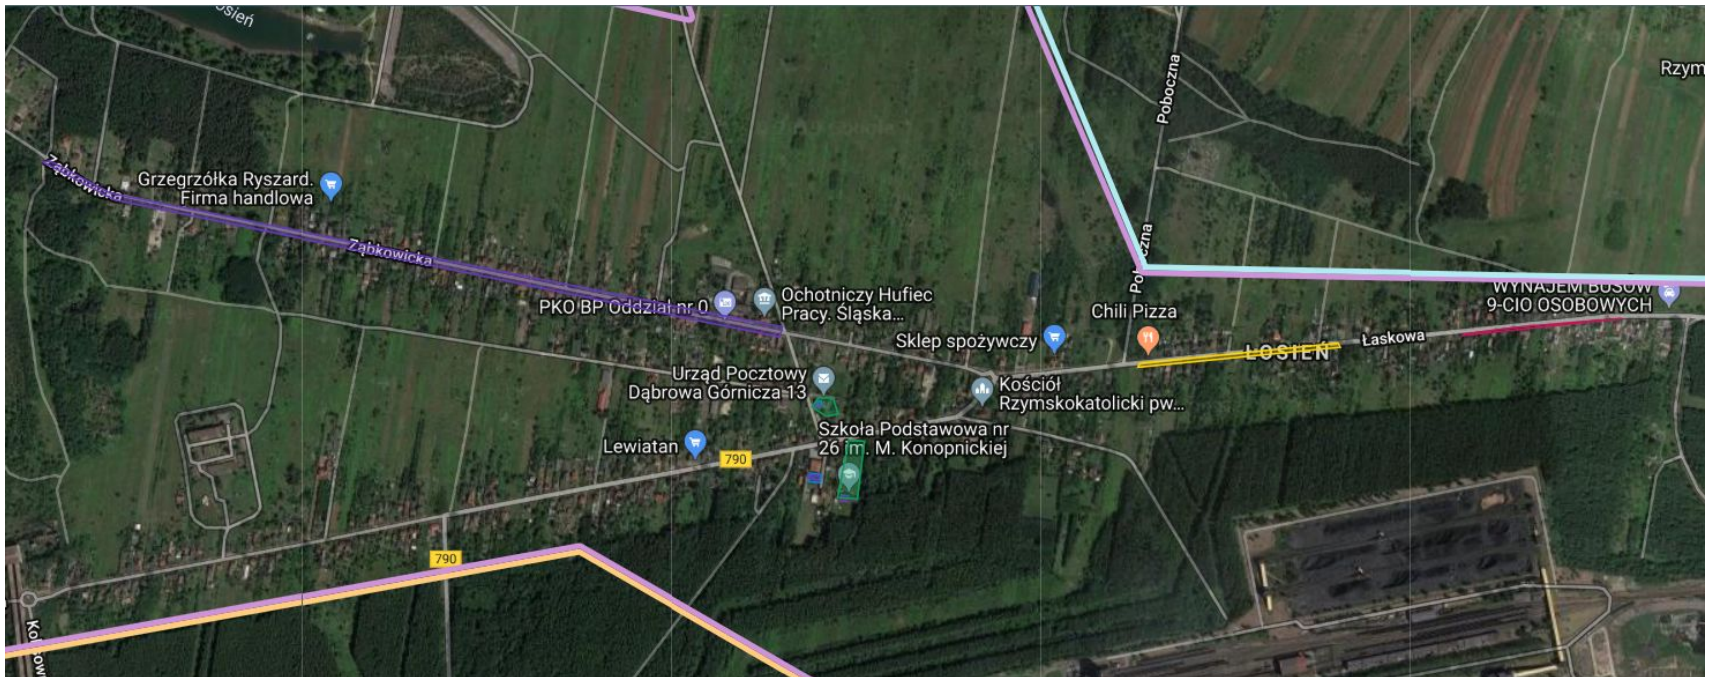 osień
Poboczna
Rzym
Ząbkowicka
Grzegrzółka Ryszard.
Firma handlowa
Ząbkowicka
Poboczna
PKO BP Oddział nr 0
Ochotniczy Hufiec
Pracy. Śląska...
WYNAJEM BUSÓW
9-CIO OSOBOWYCH
Chili Pizza
Sklep spożywczy
Łaskowa
ŁOSIEŃ
Urząd Pocztowy
Dąbrowa Górnicza 13
Kościół
Rzymskokatolicki pw...
Szkoła Podstawowa nr
26 im. M. Konopnickiej
Lewiatan
790
790